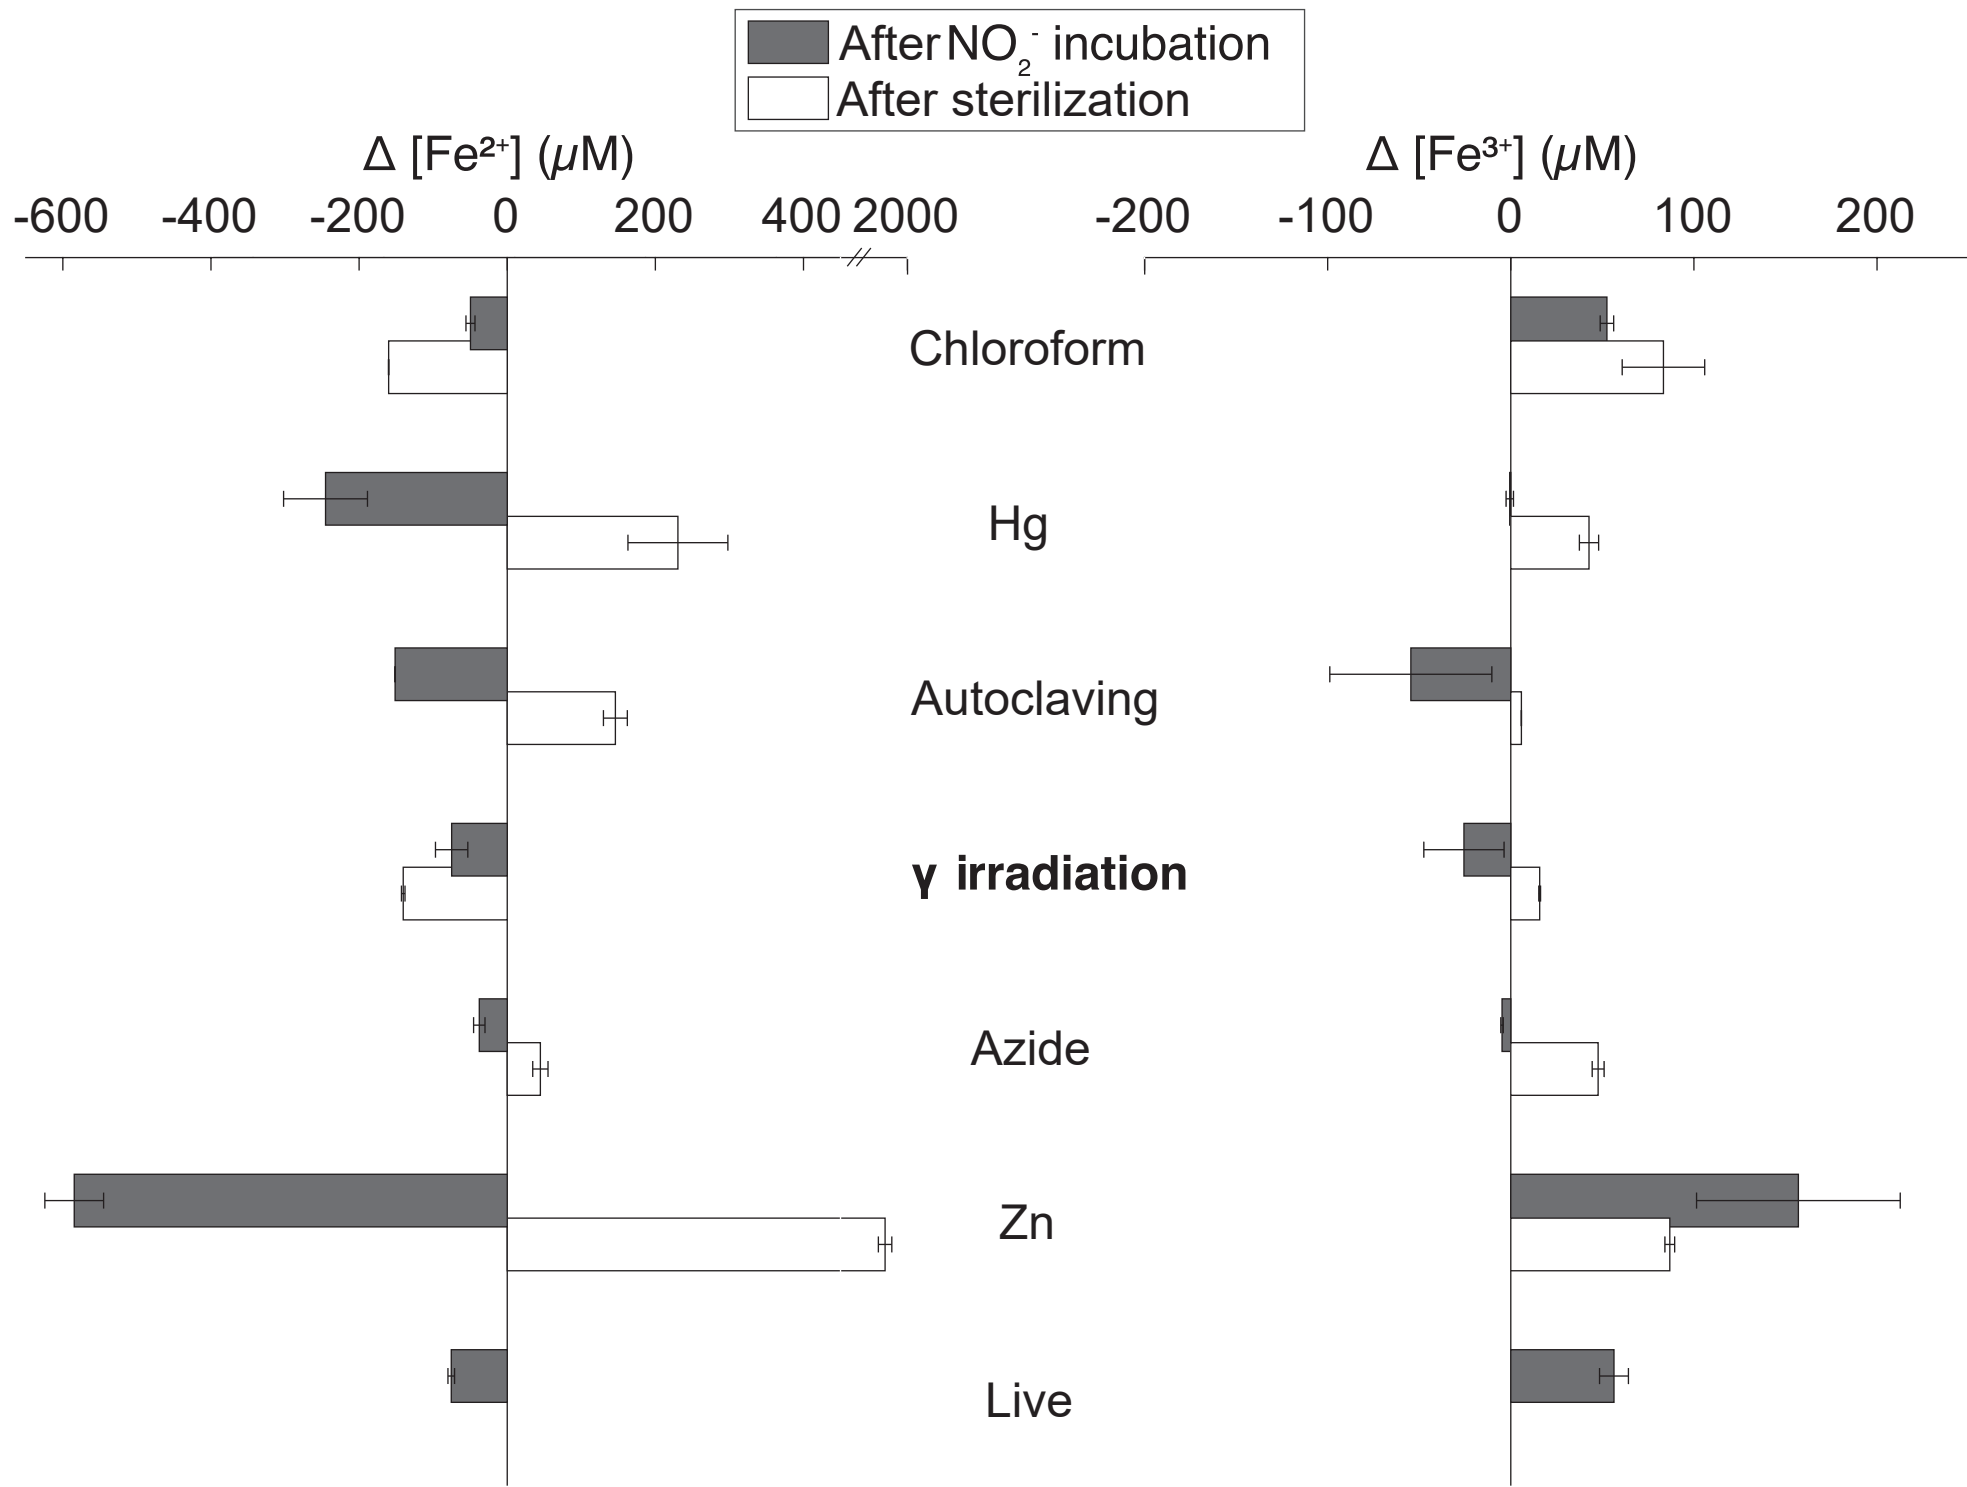 After NO₂⁻ incubation
After sterilization
Δ [Fe²⁺] (µM)
Δ [Fe³⁺] (µM)
-600 -400 -200 0 200 400 2000
-200 -100 0 100 200
Chloroform
Hg
Autoclaving
γ irradiation
Azide
Zn
Live